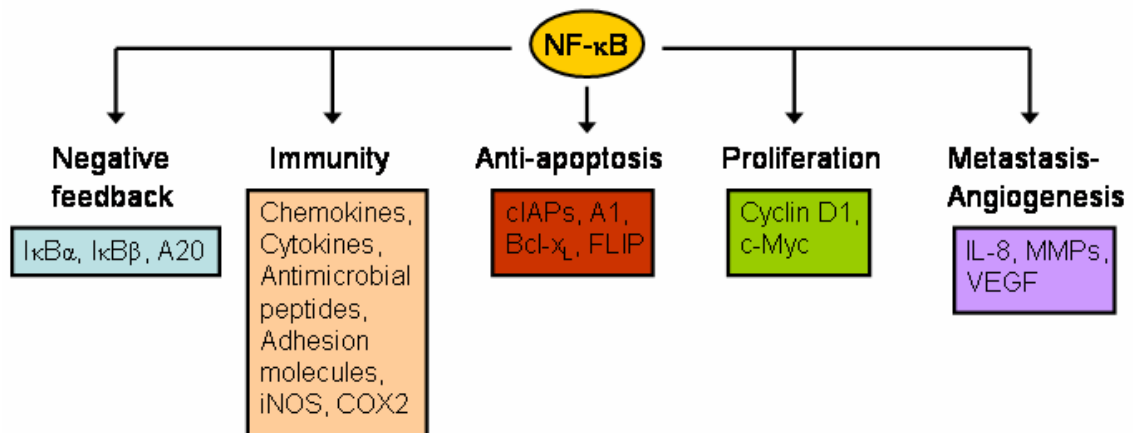 NF-κB
Negative
feedback
IκBα, IκBβ, A20
Immunity
Chemokines,
Cytokines,
Antimicrobial
peptides,
Adhesion
molecules,
iNOS, COX2
Anti-apoptosis
cIAPs, A1,
Bcl-xL, FLIP
Proliferation
Cyclin D1,
c-Myc
Metastasis-
Angiogenesis
IL-8, MMPs,
VEGF